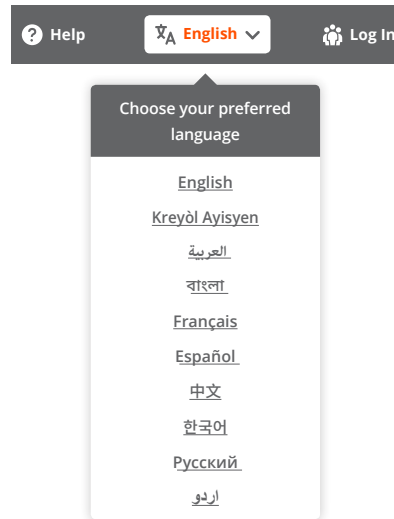 Help
English
Log In
Choose your preferred
language
English
Kreyòl Ayisyen
العربية
বাংলা
Français
Español
中文
한국어
Русский
اردو